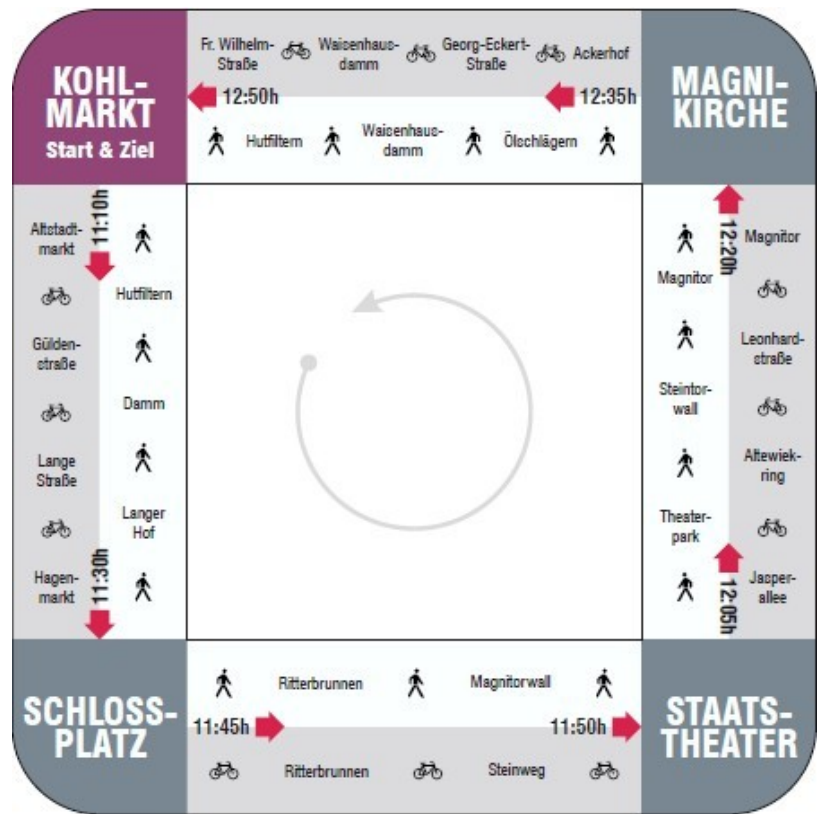 KOHL-
MARKT
Start & Ziel
Fr. Wilhelm-
Straße
Waisenhaus-
damm
Georg-Eckert-
Straße
Ackerhof
12:50h
12:35h
Hutfiltern
Waisenhaus-
damm
Ölschlägern
MAGNI-
KIRCHE
11:10h
Altstadt-
markt
Gülden-
straße
Lange
Straße
Hagen-
markt
11:30h
Hutfiltern
Damm
Langer
Hof
Magnitor
Steintor-
wall
Theater-
park
12:20h
Magnitor
Leonhard-
straße
Altewiek-
ring
Jasper-
allee
12:05h
SCHLOSS-
PLATZ
Ritterbrunnen
Magnitorwall
11:45h
11:50h
Ritterbrunnen
Steinweg
STAATS-
THEATER